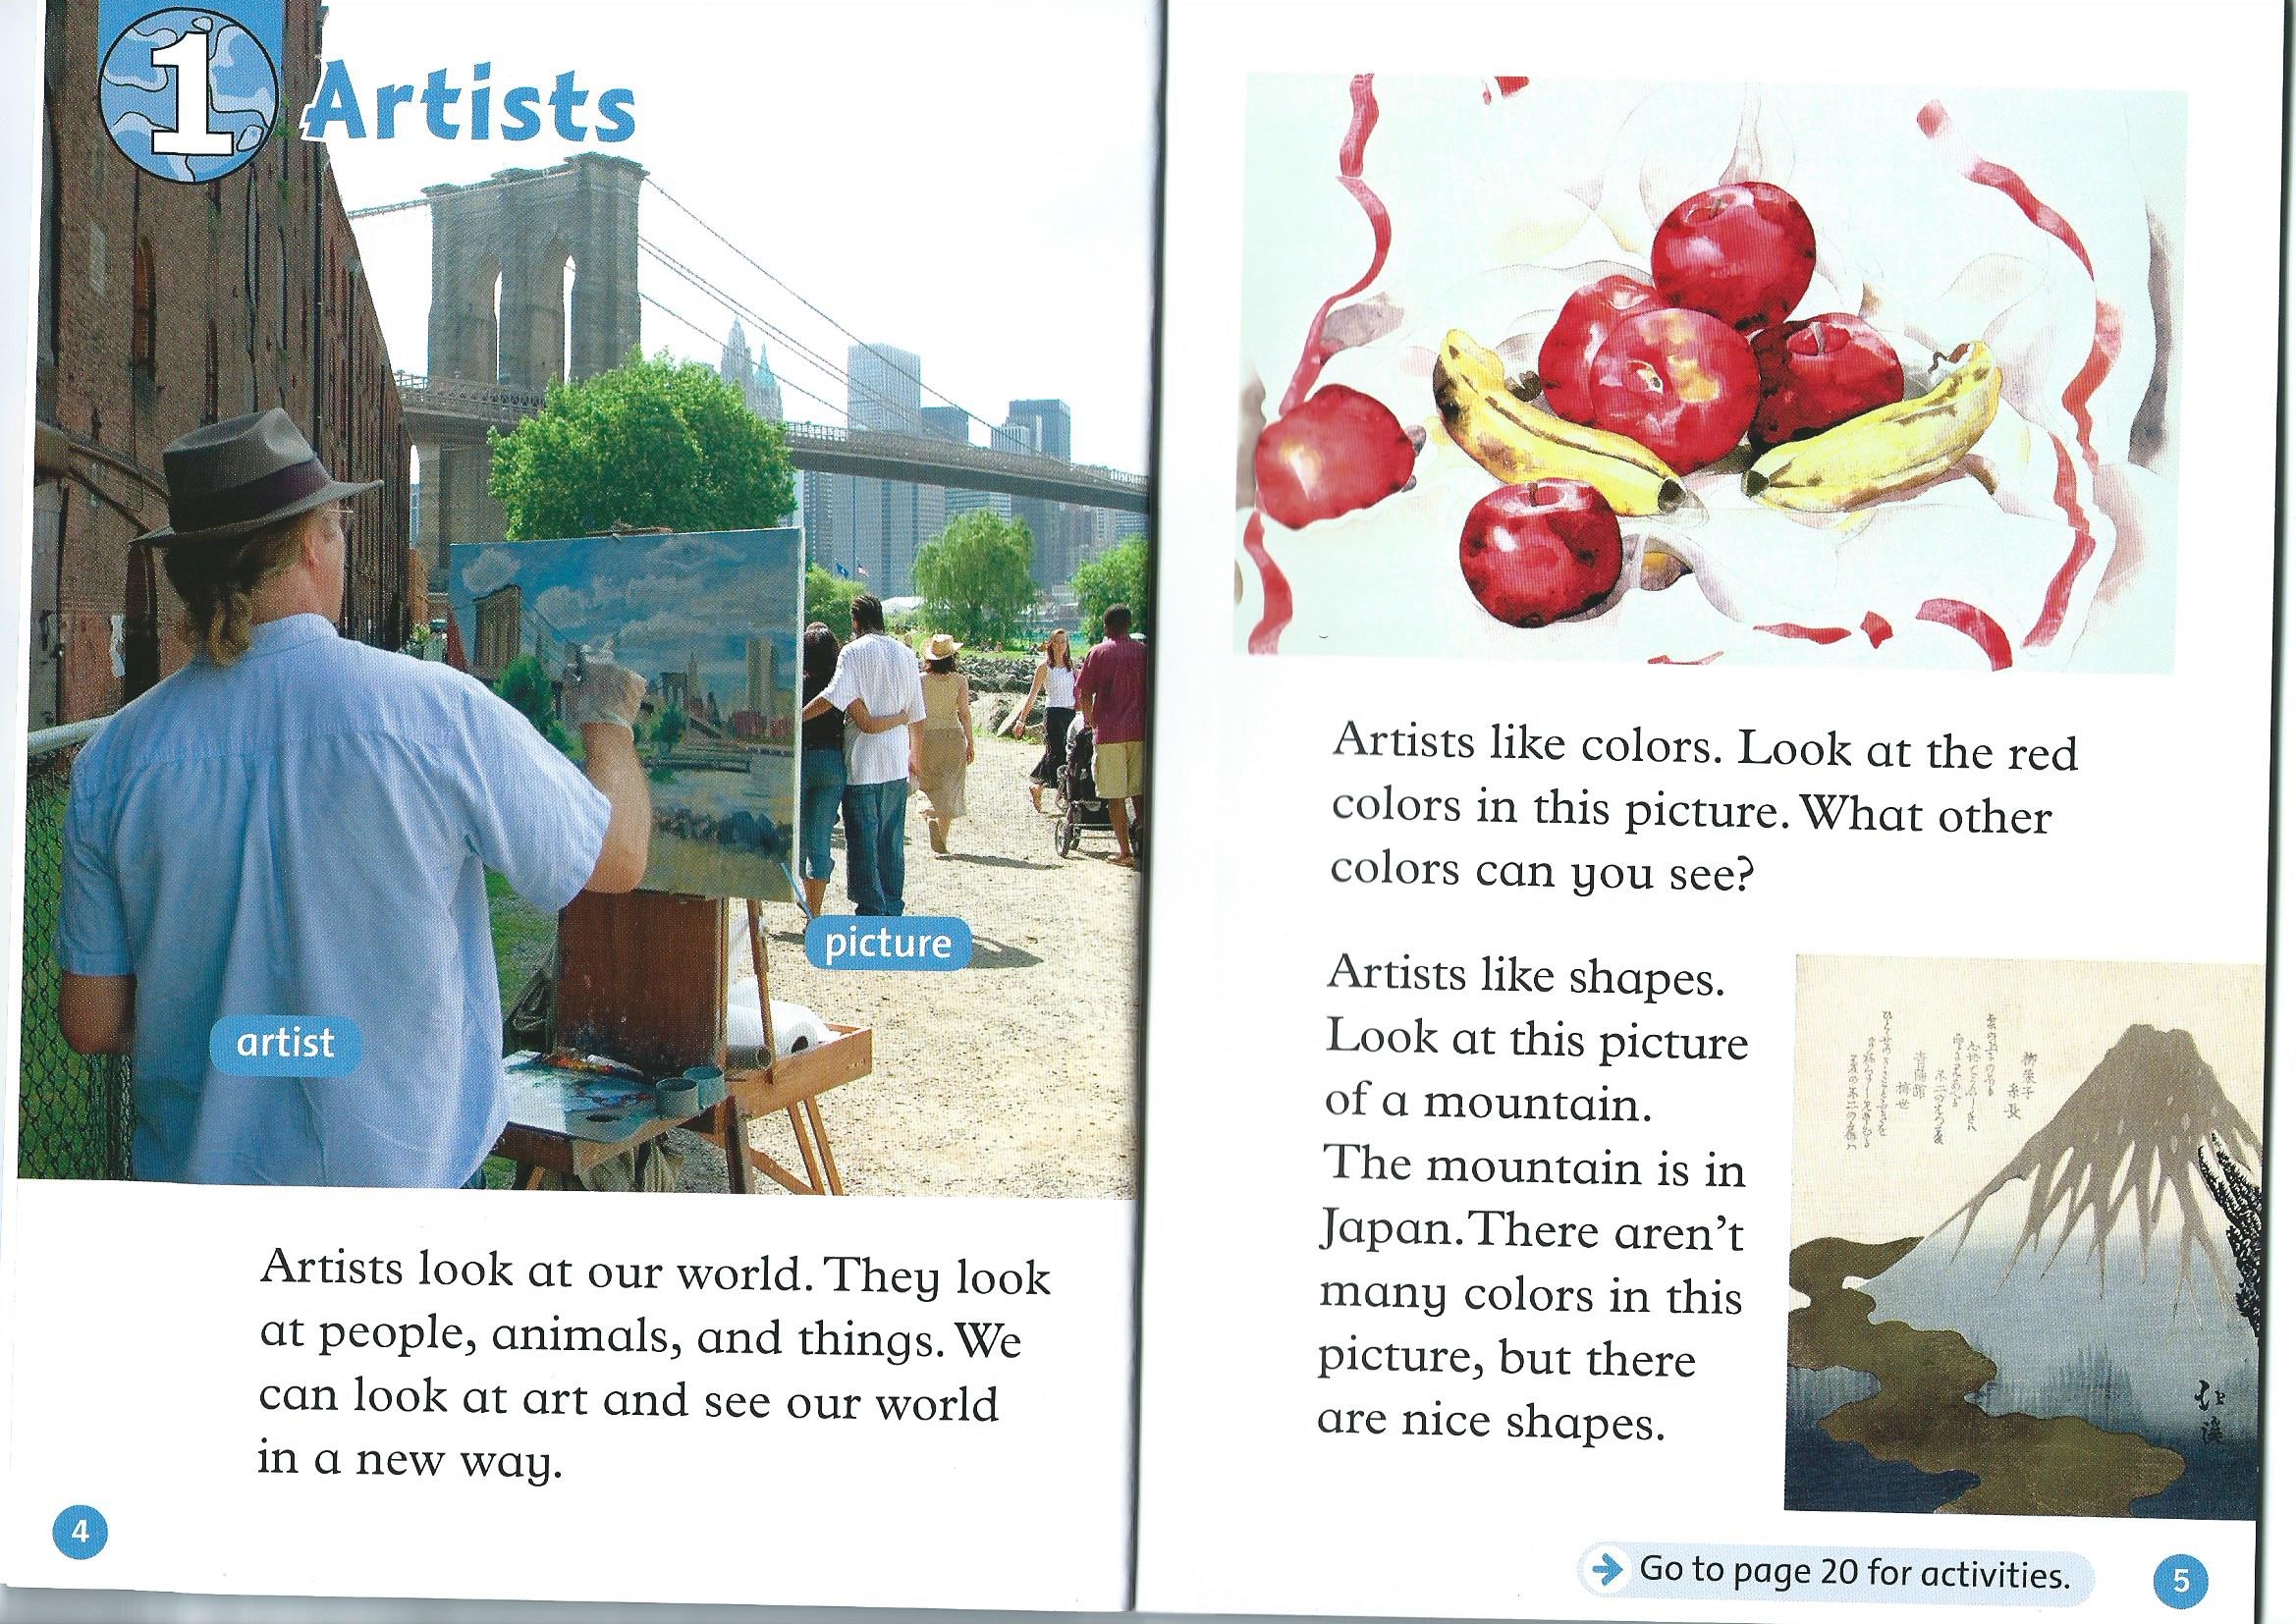 1
Artists
picture
artist
Artists look at our world. They look
at people, animals, and things. We
can look at art and see our world
in a new way.
4
Artists like colors. Look at the red
colors in this picture. What other
colors can you see?
Artists like shapes.
Look at this picture
of a mountain.
The mountain is in
Japan. There aren't
many colors in this
picture, but there
are nice shapes.
Go to page 20 for activities.
5